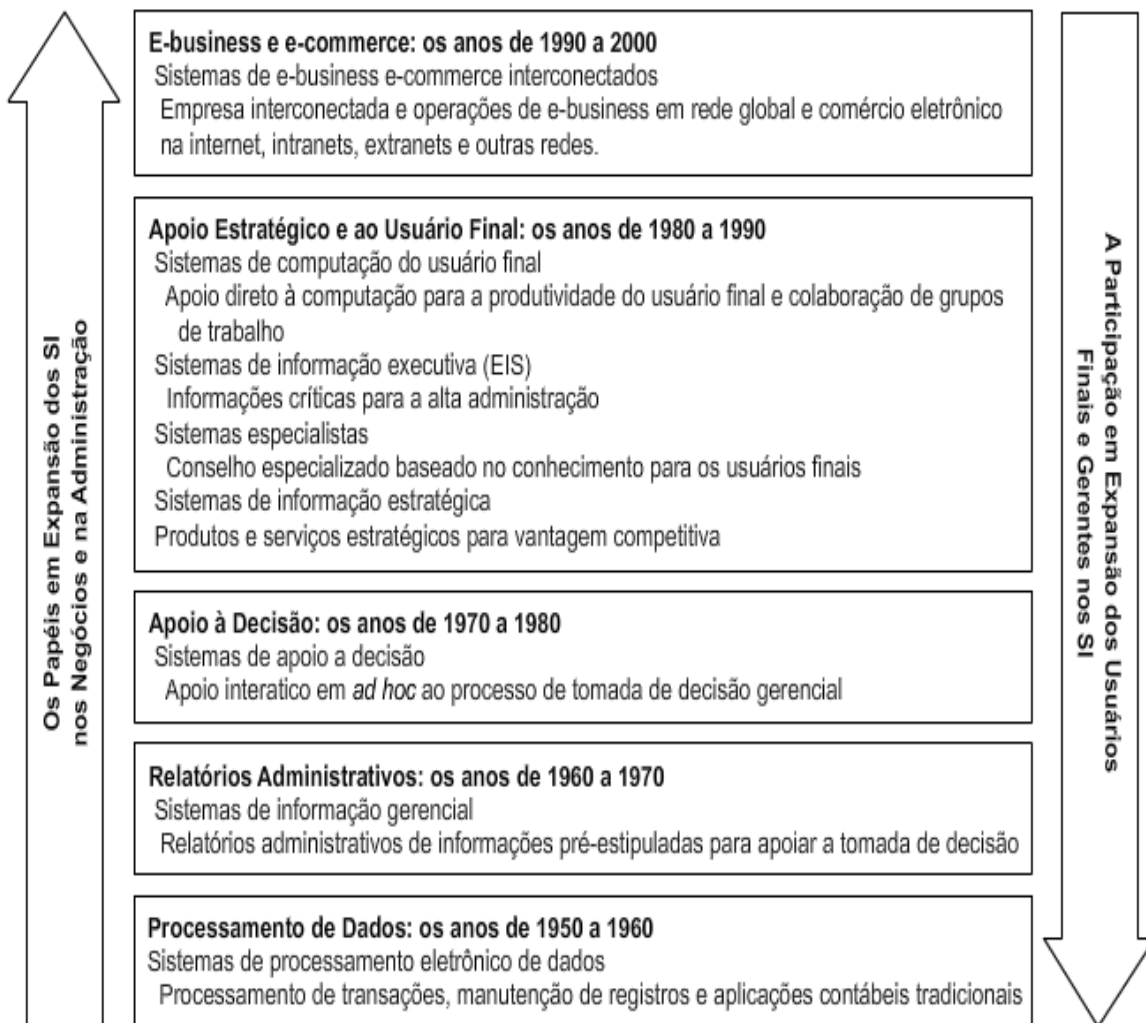 Os Papéis em Expansão dos SI
nos Negócios e na Administração
E-business e e-commerce: os anos de 1990 a 2000
Sistemas de e-business e-commerce interconectados
Empresa interconectada e operações de e-business em rede global e comércio eletrônico
na internet, intranets, extranets e outras redes.
Apoio Estratégico e ao Usuário Final: os anos de 1980 a 1990
Sistemas de computação do usuário final
Apoio direto à computação para a produtividade do usuário final e colaboração de grupos
de trabalho
Sistemas de informação executiva (EIS)
Informações críticas para a alta administração
Sistemas especialistas
Conselho especializado baseado no conhecimento para os usuários finais
Sistemas de informação estratégica
Produtos e serviços estratégicos para vantagem competitiva
Apoio à Decisão: os anos de 1970 a 1980
Sistemas de apoio a decisão
Apoio interatico em ad hoc ao processo de tomada de decisão gerencial
Relatórios Administrativos: os anos de 1960 a 1970
Sistemas de informação gerencial
Relatórios administrativos de informações pré-estipuladas para apoiar a tomada de decisão
Processamento de Dados: os anos de 1950 a 1960
Sistemas de processamento eletrônico de dados
Processamento de transações, manutenção de registros e aplicações contábeis tradicionais
A Participação em Expansão dos Usuários
Finais e Gerentes nos SI